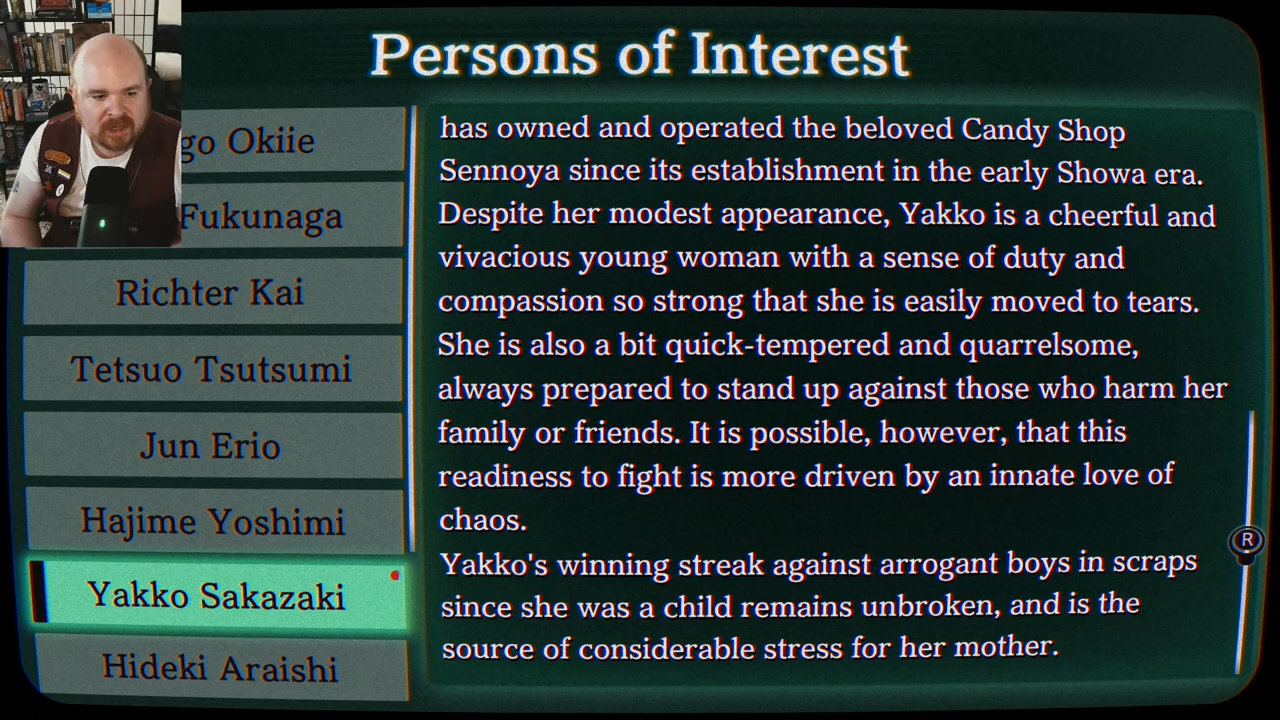 Persons of Interest
go Okiie
Fukunaga
Richter Kai
Tetsuo Tsutsumi
Jun Erio
Hajime Yoshimi
Yakko Sakazaki
Hideki Araishi
has owned and operated the beloved Candy Shop
Sennoya since its establishment in the early Showa era.
Despite her modest appearance, Yakko is a cheerful and
vivacious young woman with a sense of duty and
compassion so strong that she is easily moved to tears.
She is also a bit quick-tempered and quarrelsome,
always prepared to stand up against those who harm her
family or friends. It is possible, however, that this
readiness to fight is more driven by an innate love of
chaos.
Yakko's winning streak against arrogant boys in scraps
since she was a child remains unbroken, and is the
source of considerable stress for her mother.
R